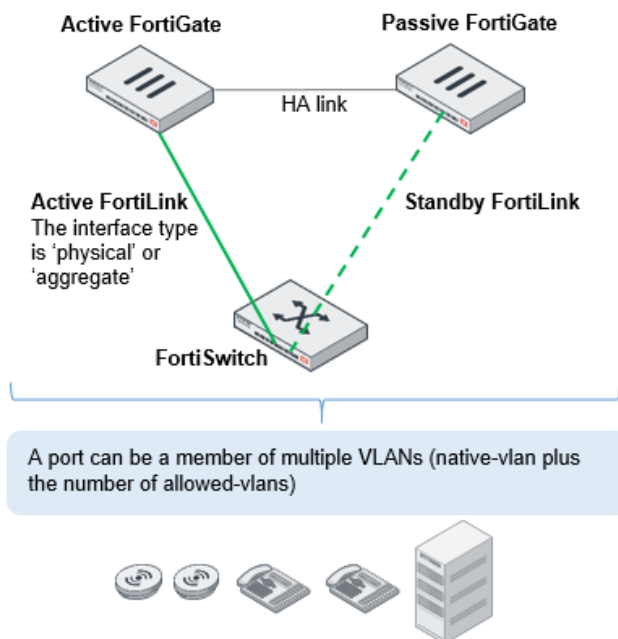 Active FortiGate
Passive FortiGate
HA link
Active FortiLink
The interface type
is ‘physical’ or
‘aggregate’
Standby FortiLink
FortiSwitch
A port can be a member of multiple VLANs (native-vlan plus
the number of allowed-vlans)